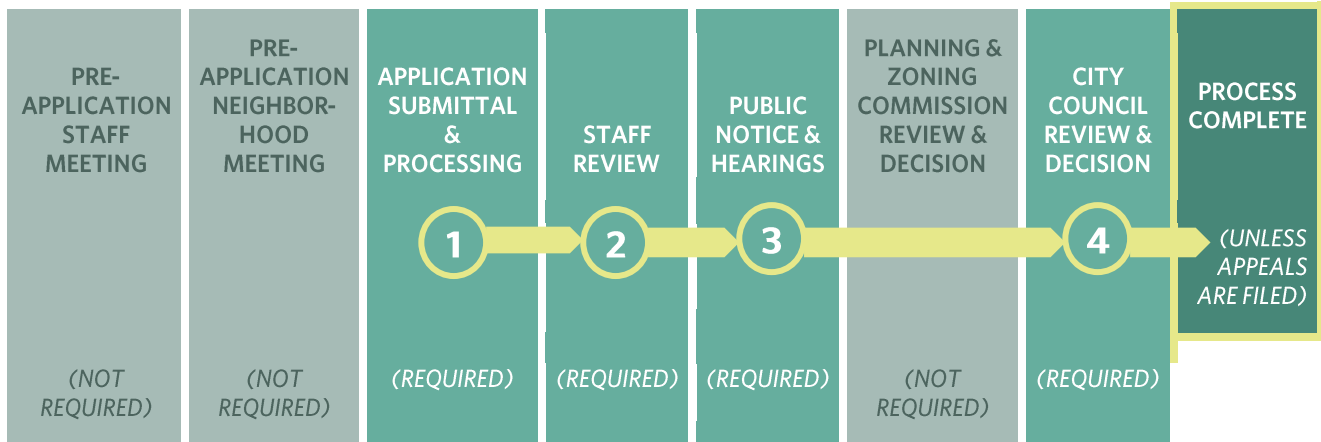 PRE-
APPLICATION
STAFF
MEETING
(NOT
REQUIRED)
PRE-
APPLICATION
NEIGHBOR-
HOOD
MEETING
(NOT
REQUIRED)
APPLICATION
SUBMITTAL
&
PROCESSING
1
(REQUIRED)
STAFF
REVIEW
2
(REQUIRED)
PUBLIC
NOTICE &
HEARINGS
3
(REQUIRED)
PLANNING &
ZONING
COMMISSION
REVIEW &
DECISION
(NOT
REQUIRED)
CITY
COUNCIL
REVIEW &
DECISION
4
(REQUIRED)
PROCESS
COMPLETE
(UNLESS
APPEALS
ARE FILED)